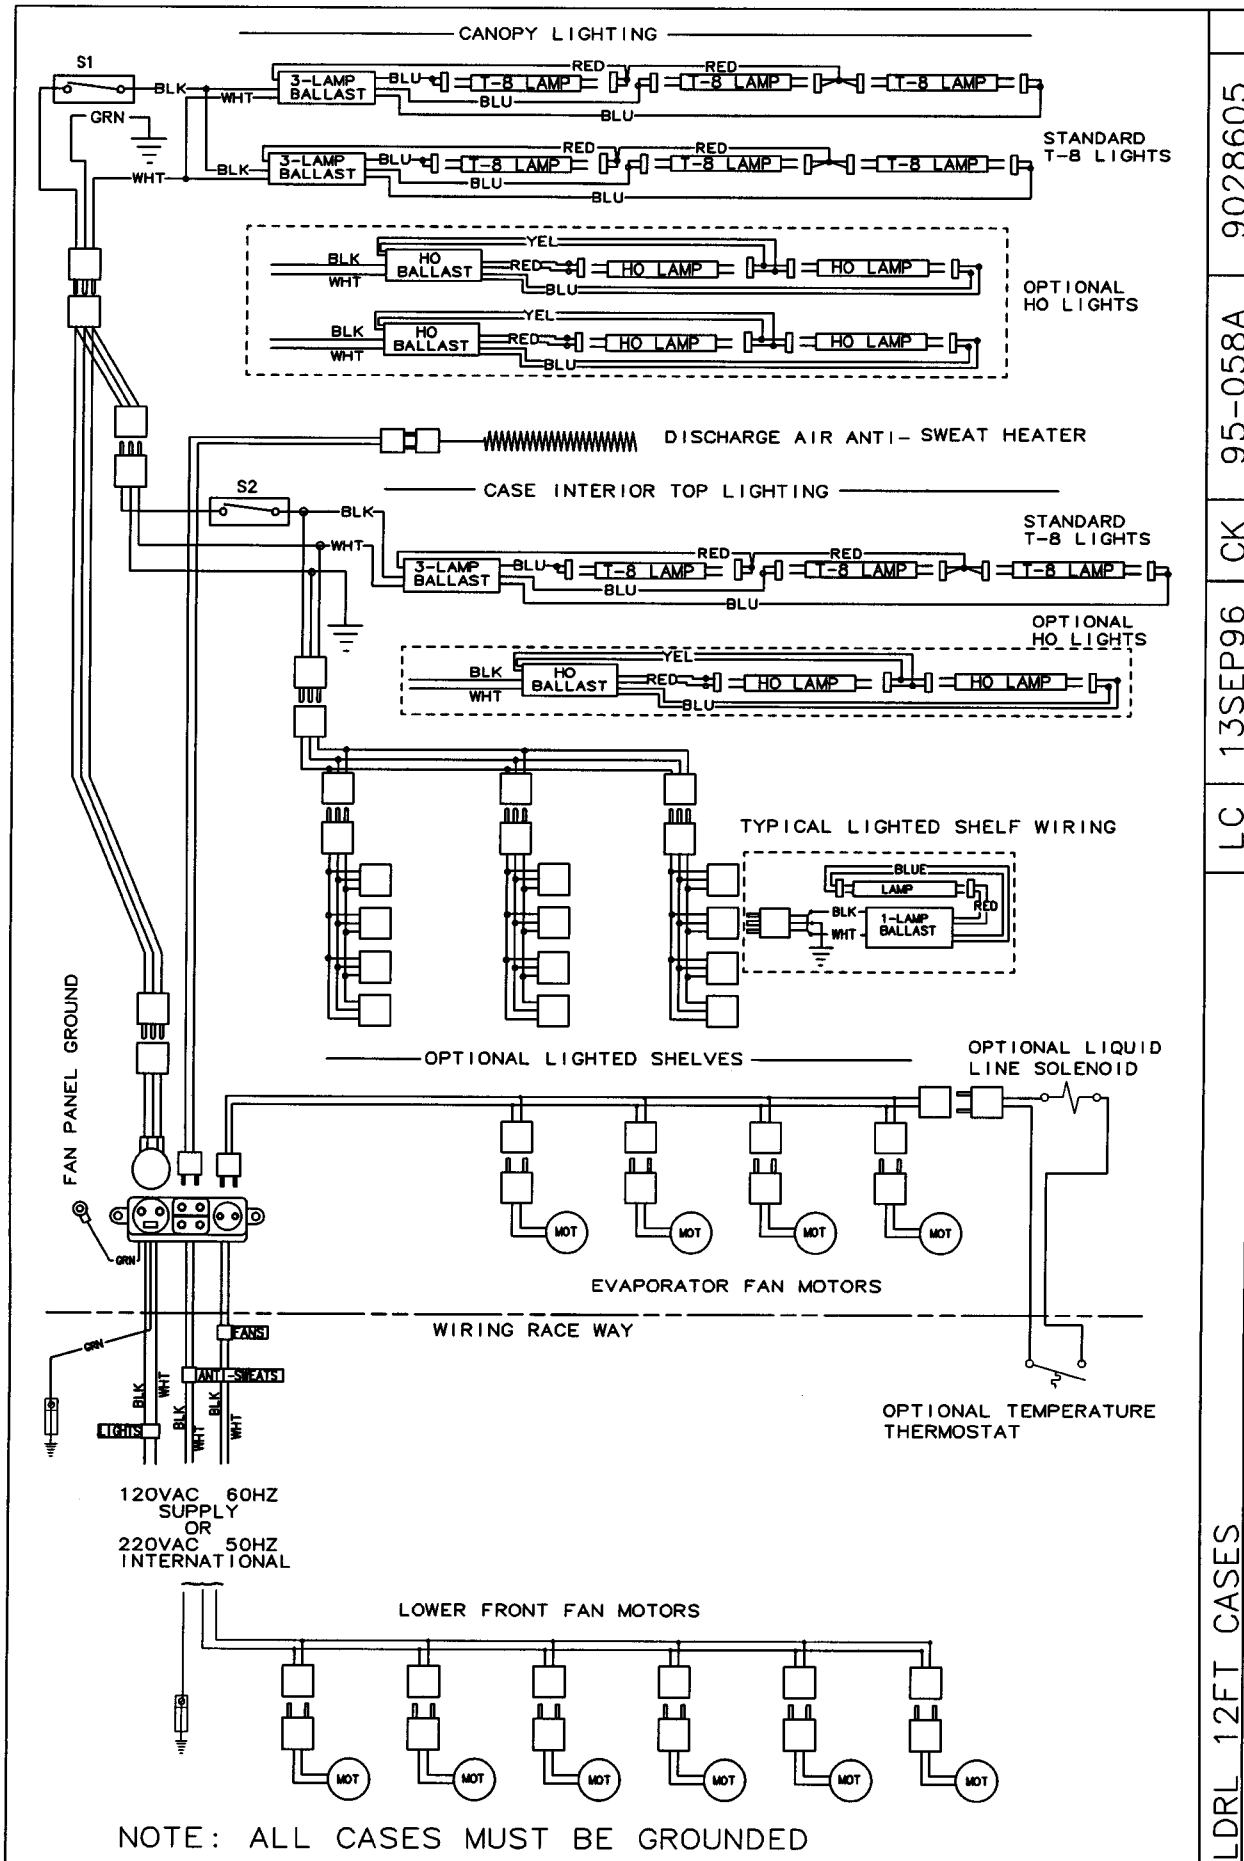 CANOPY LIGHTING
S1
BLK
WHT
GRN
WHT
3-LAMP
BALLAST
BLU
RED
RED
T-8 LAMP
T-8 LAMP
T-8 LAMP
BLU
BLU
STANDARD
T-8 LIGHTS
BLK
3-LAMP
BALLAST
BLU
RED
RED
T-8 LAMP
T-8 LAMP
T-8 LAMP
BLU
BLU
YEL
BLK
WHT
HO
BALLAST
RED
HO LAMP
HO LAMP
BLU
OPTIONAL
HO LIGHTS
YEL
BLK
WHT
HO
BALLAST
RED
HO LAMP
HO LAMP
BLU
DISCHARGE AIR ANTI-SWEAT HEATER
S2
CASE INTERIOR TOP LIGHTING
BLK
WHT
STANDARD
T-8 LIGHTS
3-LAMP
BALLAST
BLU
RED
RED
T-8 LAMP
T-8 LAMP
T-8 LAMP
BLU
BLU
OPTIONAL
HO LIGHTS
YEL
BLK
WHT
HO
BALLAST
RED
HO LAMP
HO LAMP
BLU
TYPICAL LIGHTED SHELF WIRING
BLUE
LAMP
RED
BLK
WHT
1-LAMP
BALLAST
FAN PANEL GROUND
OPTIONAL LIGHTED SHELVES
OPTIONAL LIQUID
LINE SOLENOID
MOT
MOT
MOT
MOT
GRN
EVAPORATOR FAN MOTORS
WIRING RACE WAY
GRN
FANS
ANTI-SWEATS
LIGHTS
BLK
WHT
BLK
WHT
BLK
WHT
OPTIONAL TEMPERATURE
THERMOSTAT
120VAC 60HZ
SUPPLY
OR
220VAC 50HZ
INTERNATIONAL
LOWER FRONT FAN MOTORS
MOT
MOT
MOT
MOT
MOT
MOT
NOTE: ALL CASES MUST BE GROUNDED
LDRL 12FT CASES
LC
13SEP96
CK
95-058A
9028605